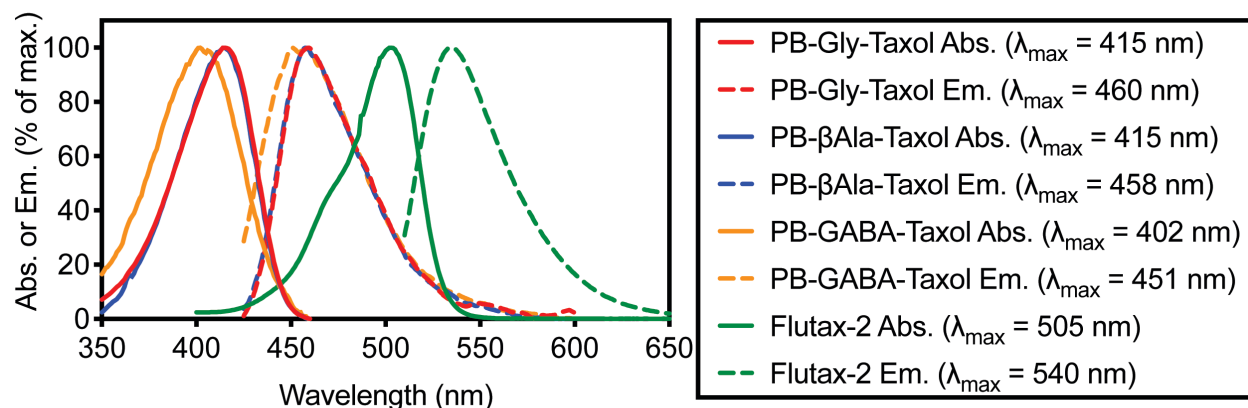 Abs. or Em. (% of max.)
100
80
60
40
20
0
350 400 450 500 550 600 650
Wavelength (nm)
PB-Gly-Taxol Abs. (λmax = 415 nm)
PB-Gly-Taxol Em. (λmax = 460 nm)
PB-βAla-Taxol Abs. (λmax = 415 nm)
PB-βAla-Taxol Em. (λmax = 458 nm)
PB-GABA-Taxol Abs. (λmax = 402 nm)
PB-GABA-Taxol Em. (λmax = 451 nm)
Flutax-2 Abs. (λmax = 505 nm)
Flutax-2 Em. (λmax = 540 nm)